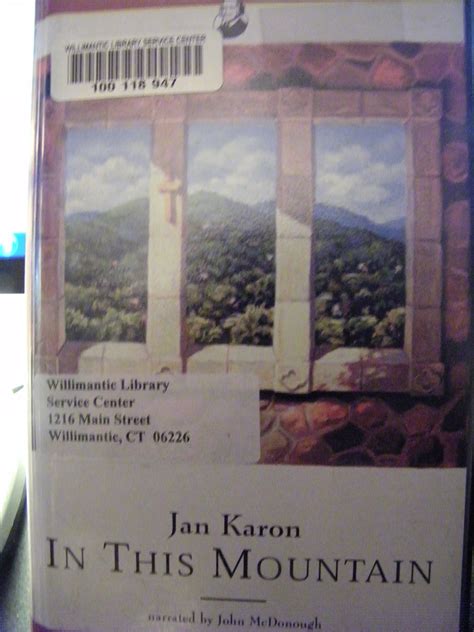 WILLIMANTIC LIBRARY SERVICE CENTER
100 118 947
Willimantic Library
Service Center
1216 Main Street
Willimantic, CT 06226
Jan Karon
IN THIS MOUNTAIN
narrated by John McDonough